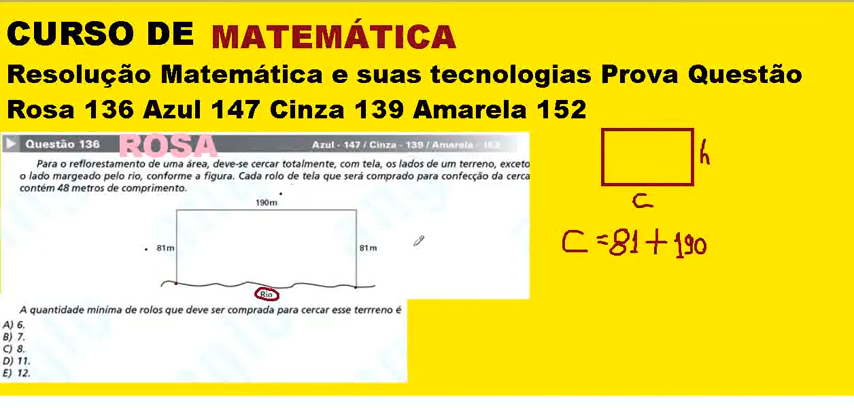 CURSO DE MATEMÁTICA
Resolução Matemática e suas tecnologias Prova Questão
Rosa 136 Azul 147 Cinza 139 Amarela 152
Questão 136 ROSA Azul - 147 / Cinza - 139 / Amarela - 152
Para o reflorestamento de uma área, deve-se cercar totalmente, com tela, os lados de um terreno, exceto
o lado margeado pelo rio, conforme a figura. Cada rolo de tela que será comprado para confecção da cerca
contém 48 metros de comprimento.
190m
81m
81m
Rio
A quantidade mínima de rolos que deve ser comprada para cercar esse terrreno é
A) 6.
B) 7.
C) 8.
D) 11.
E) 12.
h
C
C = 81 + 190